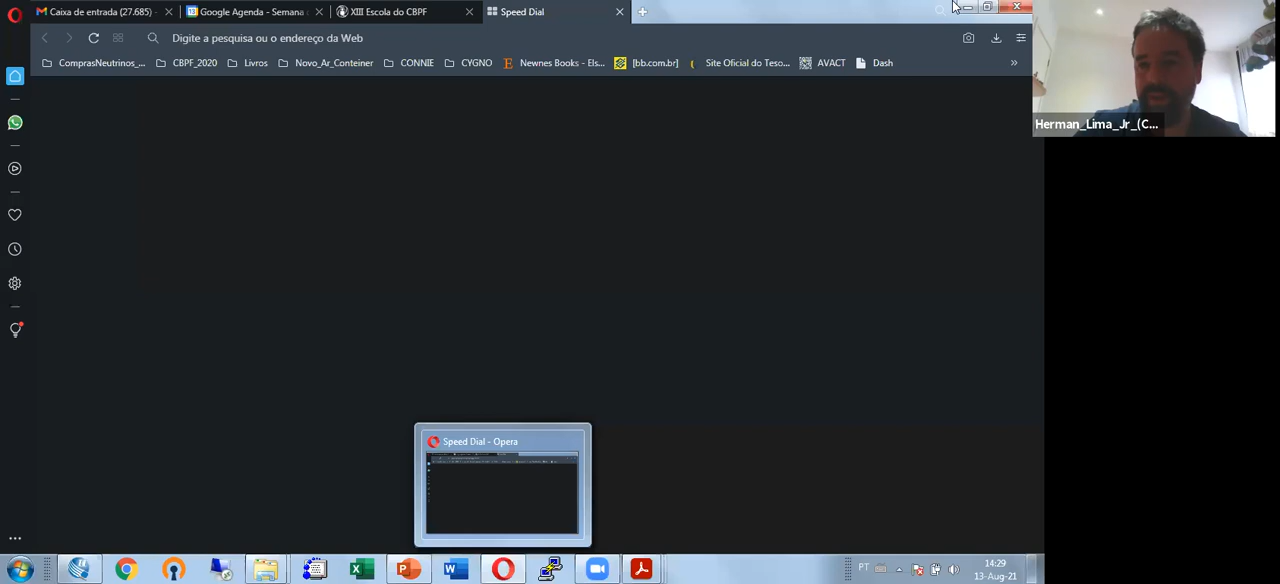 Caixa de entrada (27.685) -
Google Agenda - Semana
XIII Escola do CBPF
Speed Dial
Digite a pesquisa ou o endereço da Web
ComprasNeutrinos_...
CBPF_2020
Livros
Novo_Ar_Conteiner
CONNIE
CYGNO
Newnes Books - Els...
[bb.com.br]
Site Oficial do Teso...
AVACT
Dash
»
Herman_Lima_Jr_(C...
Speed Dial - Opera
PT
14:29
13-Aug-21